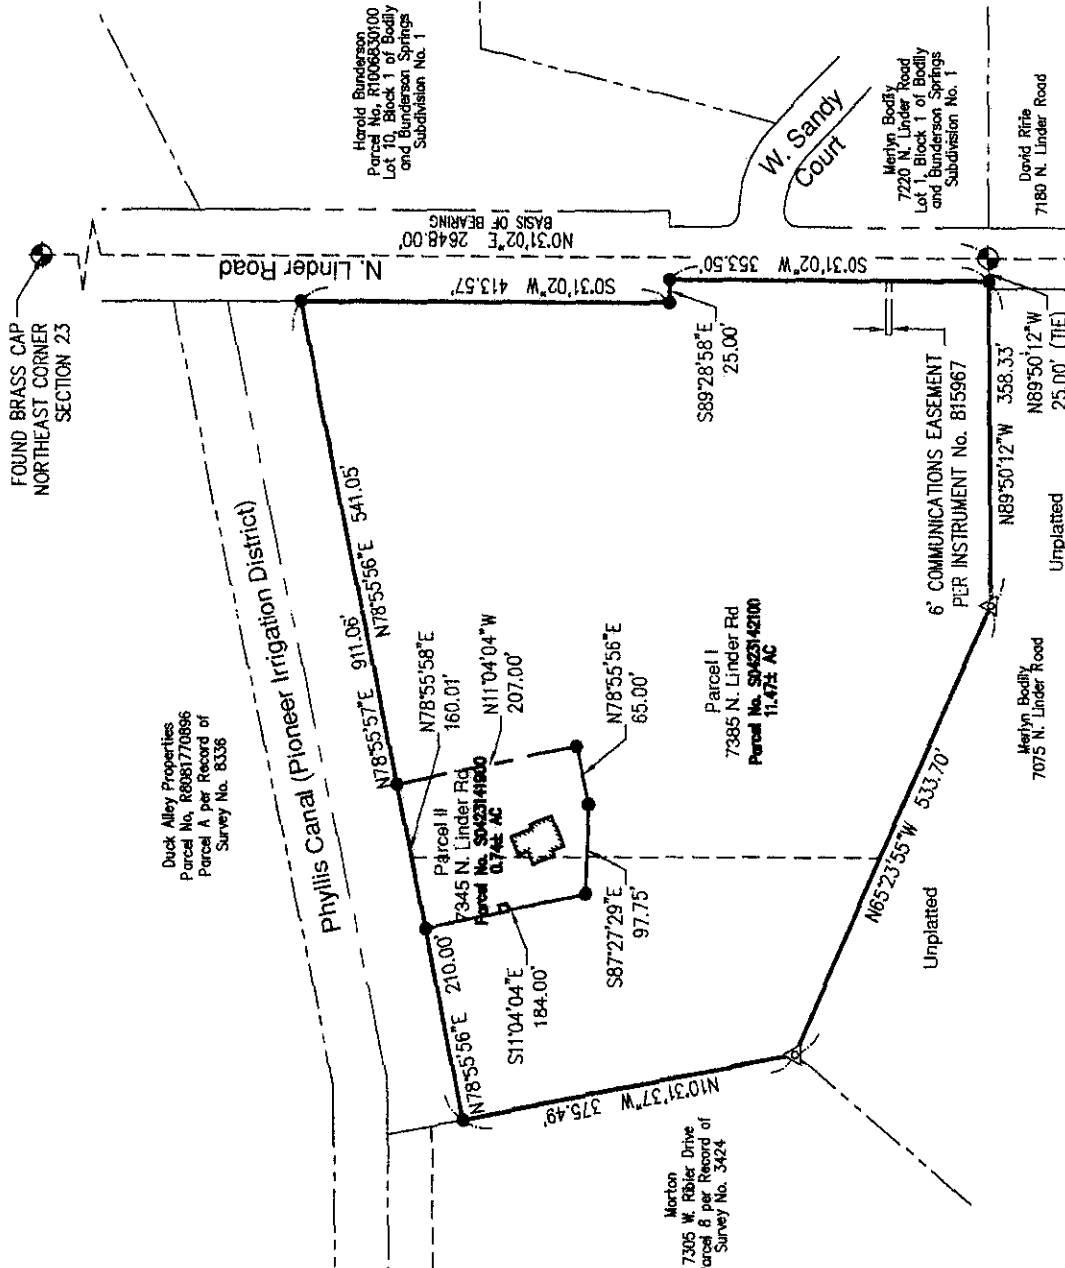 FOUND BRASS CAP
NORTHEAST CORNER
SECTION 23
Harold Bunderson
Parcel No. R1006830100
Lot 10, Block 1 of Bodily
and Bunderson Springs
Subdivision No. 1
N. Linder Road
N0°31'02"E 2648.00'
BASIS OF BEARING
S0°31'02"W 413.57'
W. Sandy
Court
Merlyn Bodily
7220 N. Linder Road
Lot 1, Block 1 of Bodily
and Bunderson Springs
Subdivision No. 1
David Ririe
7180 N. Linder Road
S0°31'02"W 353.50'
S89°28'58"E
25.00'
6' COMMUNICATIONS EASEMENT
PER INSTRUMENT No. 815967
N89°50'12"W 358.33'
N89°50'12"W
25.00' (TIE)
Unplatted
Duck Alley Properties
Parcel No. R8081770896
Parcel A per Record of
Survey No. 8336
Phyllis Canal (Pioneer Irrigation District)
N78°55'57"E 911.06'
N78°55'56"E 541.05'
N78°55'58"E
160.01'
N11°04'04"W
207.00'
N78°55'56"E
65.00'
Parcel II
7345 N. Linder Rd
Parcel No. S0423141900
0.74± AC
Parcel I
7385 N. Linder Rd
Parcel No. S0423142100
11.47± AC
S87°27'29"E
97.75'
S11°04'04"E
184.00'
N78°55'56"E 210.00'
N10°31'37"W 375.49'
N65°23'55"W 533.70'
Unplatted
Merlyn Bodily
7075 N. Linder Road
Morton
7305 W. Ribier Drive
Parcel B per Record of
Survey No. 3424